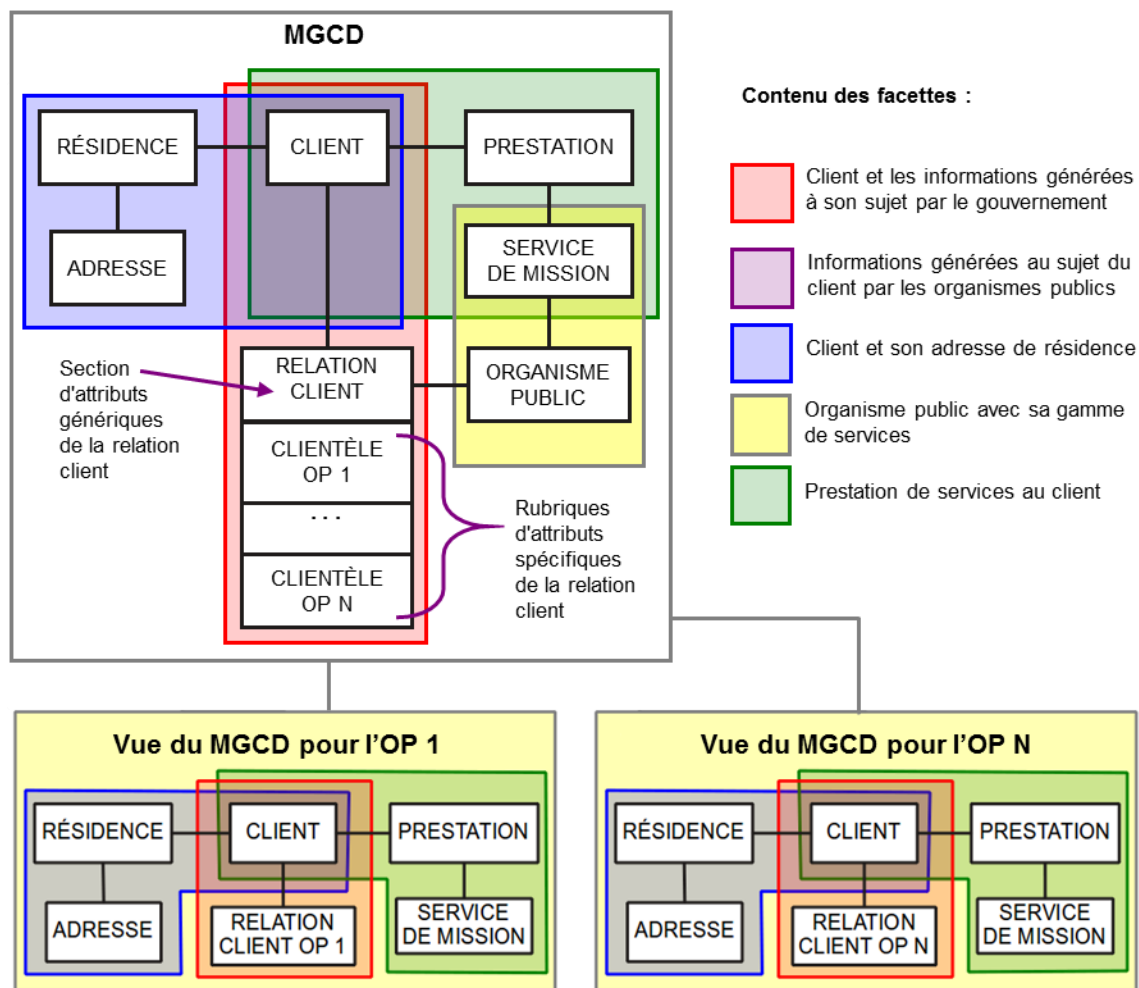 MGCD
RÉSIDENCE
CLIENT
PRESTATION
ADRESSE
SERVICE
DE MISSION
RELATION
CLIENT
ORGANISME
PUBLIC
CLIENTÈLE
OP 1
...
CLIENTÈLE
OP N
Section
d'attributs
génériques
de la relation
client
Rubriques
d'attributs
spécifiques
de la relation
client
Contenu des facettes :
Client et les informations générées
à son sujet par le gouvernement
Informations générées au sujet du
client par les organismes publics
Client et son adresse de résidence
Organisme public avec sa gamme
de services
Prestation de services au client
Vue du MGCD pour l'OP 1
RÉSIDENCE
CLIENT
PRESTATION
ADRESSE
RELATION
CLIENT OP 1
SERVICE
DE MISSION
Vue du MGCD pour l'OP N
RÉSIDENCE
CLIENT
PRESTATION
ADRESSE
RELATION
CLIENT OP N
SERVICE
DE MISSION